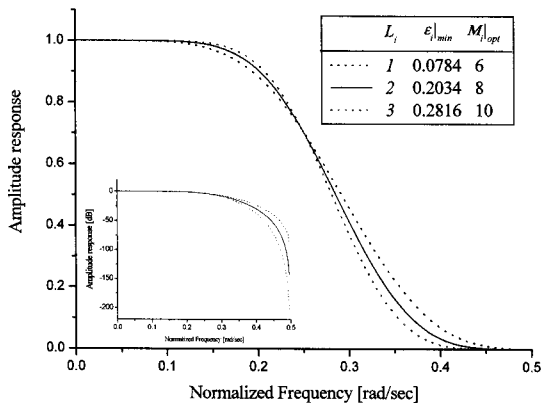 L_i ε_i|min M_i|opt
1 0.0784 6
2 0.2034 8
3 0.2816 10
Amplitude response
1.0
0.8
0.6
0.4
0.2
0.0
0.0 0.1 0.2 0.3 0.4 0.5
Normalized Frequency [rad/sec]
Amplitude response [dB]
0
-50
-100
-150
-200
0.0 0.1 0.2 0.3 0.4 0.5
Normalized Frequency [rad/sec]